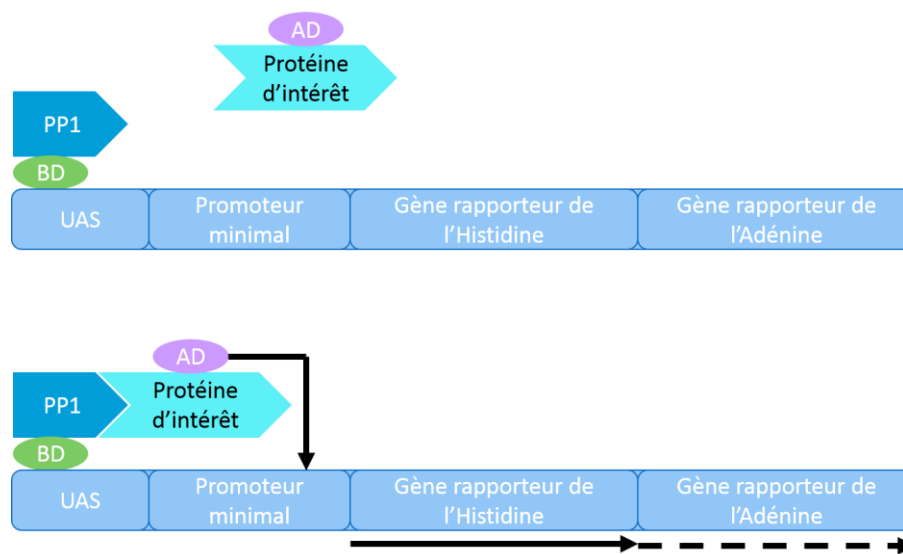 AD
Protéine
d'intérêt
PP1
BD
UAS
Promoteur
minimal
Gène rapporteur de
l'Histidine
Gène rapporteur de
l'Adénine
AD
PP1
Protéine
d'intérêt
BD
UAS
Promoteur
minimal
Gène rapporteur de
l'Histidine
Gène rapporteur de
l'Adénine